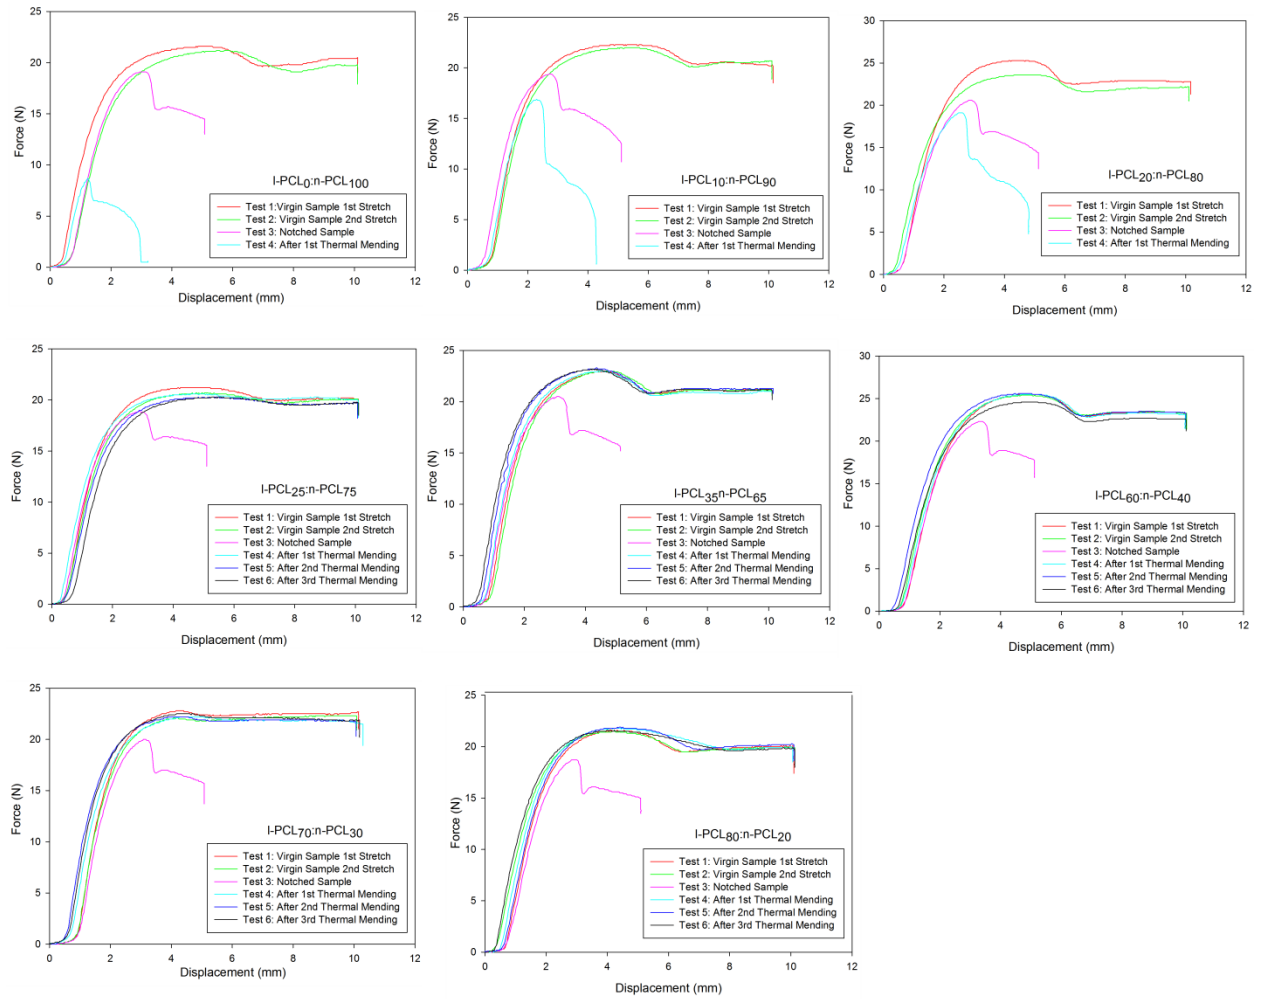 25
20
15
10
5
0
Force (N)
l-PCL0:n-PCL100
Test 1:Virgin Sample 1st Stretch
Test 2: Virgin Sample 2nd Stretch
Test 3: Notched Sample
Test 4: After 1st Thermal Mending
0 2 4 6 8 10 12
Displacement (mm)
25
20
15
10
5
0
Force (N)
l-PCL10:n-PCL90
Test 1: Virgin Sample 1st Stretch
Test 2: Virgin Sample 2nd Stretch
Test 3: Notched Sample
Test 4: After 1st Thermal Mending
0 2 4 6 8 10 12
Displacement (mm)
30
25
20
15
10
5
0
Force (N)
l-PCL20:n-PCL80
Test 1: Virgin Sample 1st Stretch
Test 2: Virgin Sample 2nd Stretch
Test 3: Notched Sample
Test 4: After 1st Thermal Mending
0 2 4 6 8 10 12
Displacement (mm)
25
20
15
10
5
0
Force (N)
l-PCL25:n-PCL75
Test 1: Virgin Sample 1st Stretch
Test 2: Virgin Sample 2nd Stretch
Test 3: Notched Sample
Test 4: After 1st Thermal Mending
Test 5: After 2nd Thermal Mending
Test 6: After 3rd Thermal Mending
0 2 4 6 8 10 12
Displacement (mm)
25
20
15
10
5
0
Force (N)
l-PCL35n-PCL65
Test 1: Virgin Sample 1st Stretch
Test 2: Virgin Sample 2nd Stretch
Test 3: Notched Sample
Test 4: After 1st Thermal Mending
Test 5: After 2nd Thermal Mending
Test 6: After 3rd Thermal Mending
0 2 4 6 8 10 12
Displacement (mm)
30
25
20
15
10
5
0
Force (N)
l-PCL60:n-PCL40
Test 1: Virgin Sample 1st Stretch
Test 2: Virgin Sample 2nd Stretch
Test 3: Notched Sample
Test 4: After 1st Thermal Mending
Test 5: After 2nd Thermal Mending
Test 6: After 3rd Thermal Mending
0 2 4 6 8 10 12
Displacement (mm)
25
20
15
10
5
0
Force (N)
l-PCL70:n-PCL30
Test 1: Virgin Sample 1st Stretch
Test 2: Virgin Sample 2nd Stretch
Test 3: Notched Sample
Test 4: After 1st Thermal Mending
Test 5: After 2nd Thermal Mending
Test 6: After 3rd Thermal Mending
0 2 4 6 8 10 12
Displacement (mm)
25
20
15
10
5
0
Force (N)
l-PCL80:n-PCL20
Test 1: Virgin Sample 1st Stretch
Test 2: Virgin Sample 2nd Stretch
Test 3: Notched Sample
Test 4: After 1st Thermal Mending
Test 5: After 2nd Thermal Mending
Test 6: After 3rd Thermal Mending
0 2 4 6 8 10 12
Displacement (mm)